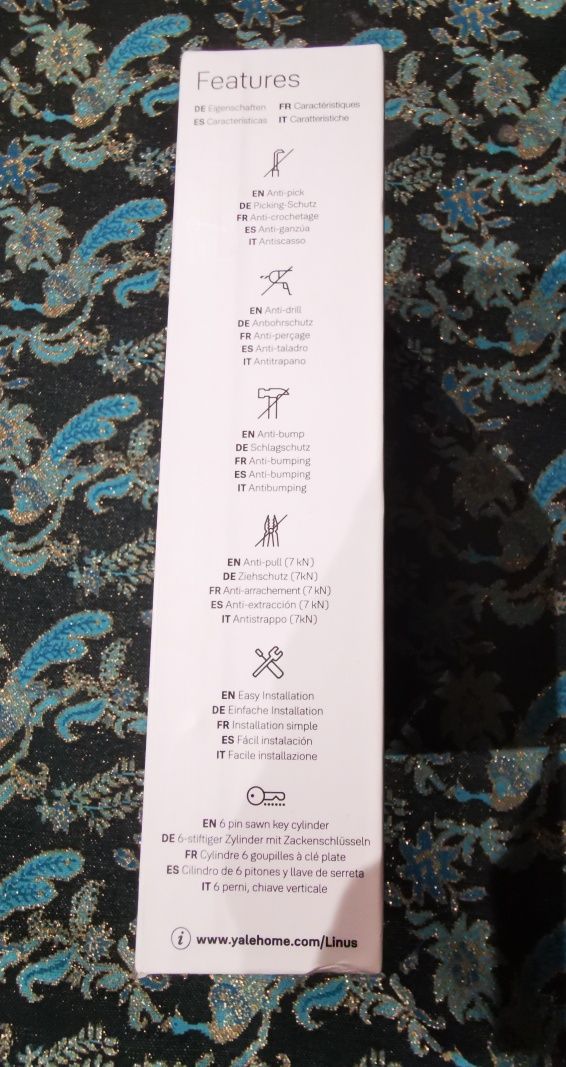 Features
DE Eigenschaften FR Caractéristiques
ES Características IT Caratteristiche
EN Anti-pick
DE Picking-Schutz
FR Anti-crochetage
ES Anti-ganzúa
IT Antiscasso
EN Anti-drill
DE Anbohrschutz
FR Anti-perçage
ES Anti-taladro
IT Antitrapano
EN Anti-bump
DE Schlagschutz
FR Anti-bumping
ES Anti-bumping
IT Antibumping
EN Anti-pull (7 kN)
DE Ziehschutz (7kN)
FR Anti-arrachement (7 kN)
ES Anti-extracción (7 kN)
IT Antistrappo (7kN)
EN Easy Installation
DE Einfache Installation
FR Installation simple
ES Fácil instalación
IT Facile installazione
EN 6 pin sawn key cylinder
DE 6-stiftiger Zylinder mit Zackenschlüsseln
FR Cylindre 6 goupilles à clé plate
ES Cilindro de 6 pitones y llave de serreta
IT 6 perni, chiave verticale
i www.yalehome.com/Linus